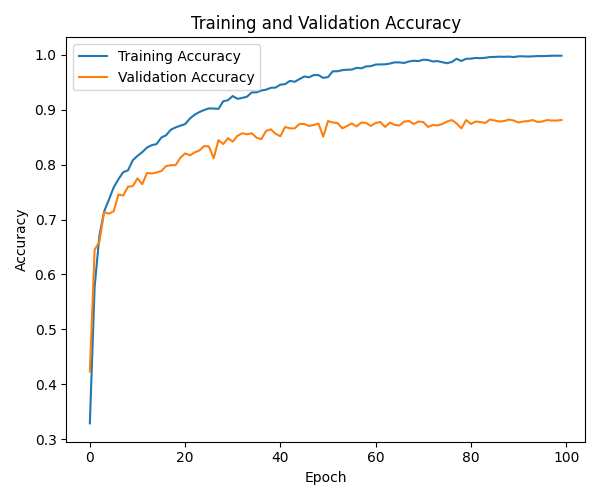 Training and Validation Accuracy
Training Accuracy
Validation Accuracy
1.0
0.9
0.8
0.7
0.6
0.5
0.4
0.3
Accuracy
0 20 40 60 80 100
Epoch